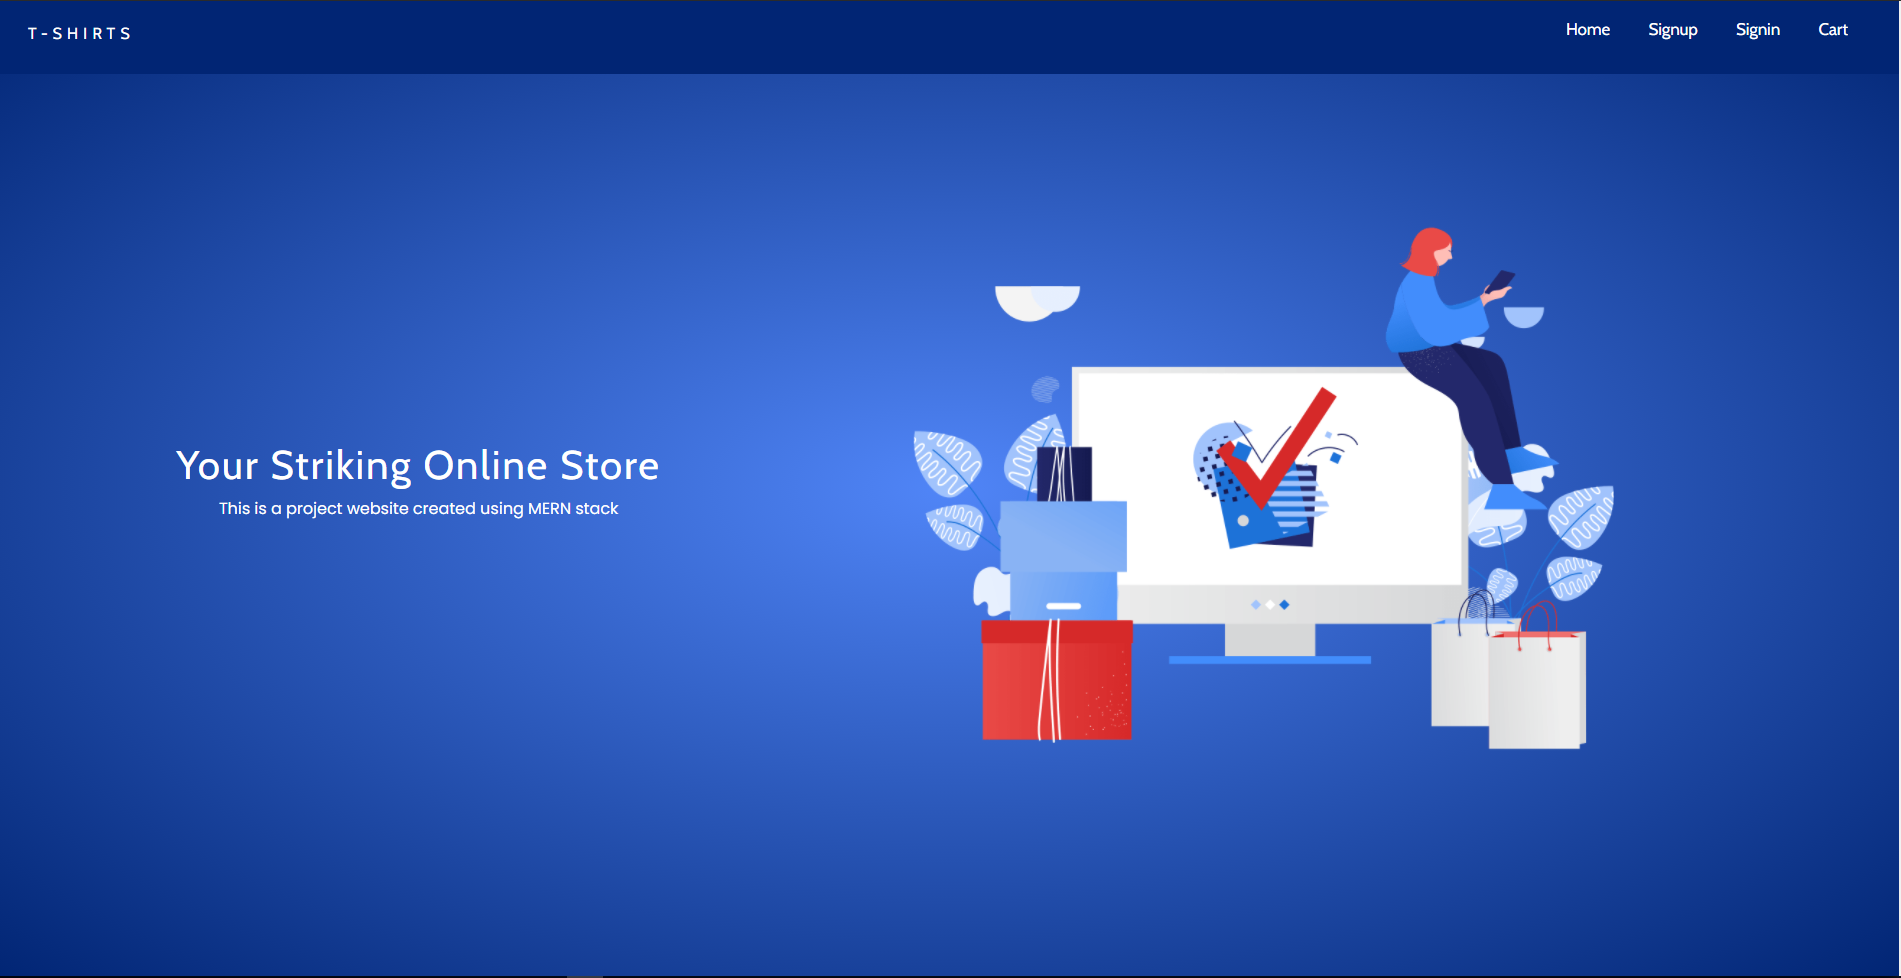 T-SHIRTS
Home Signup Signin Cart
Your Striking Online Store
This is a project website created using MERN stack